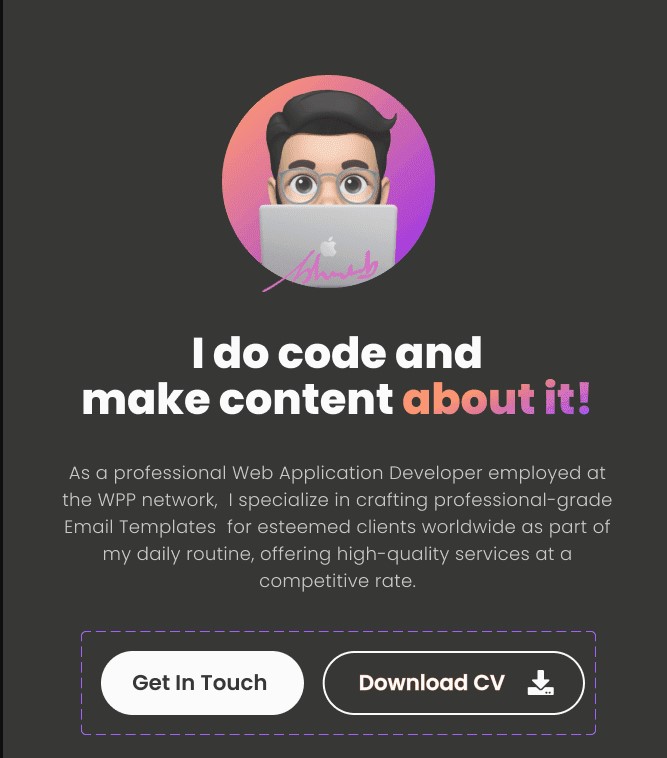 I do code and
make content about it!
As a professional Web Application Developer employed at
the WPP network,  I specialize in crafting professional-grade
Email Templates  for esteemed clients worldwide as part of
my daily routine, offering high-quality services at a
competitive rate.
Get In Touch
Download CV